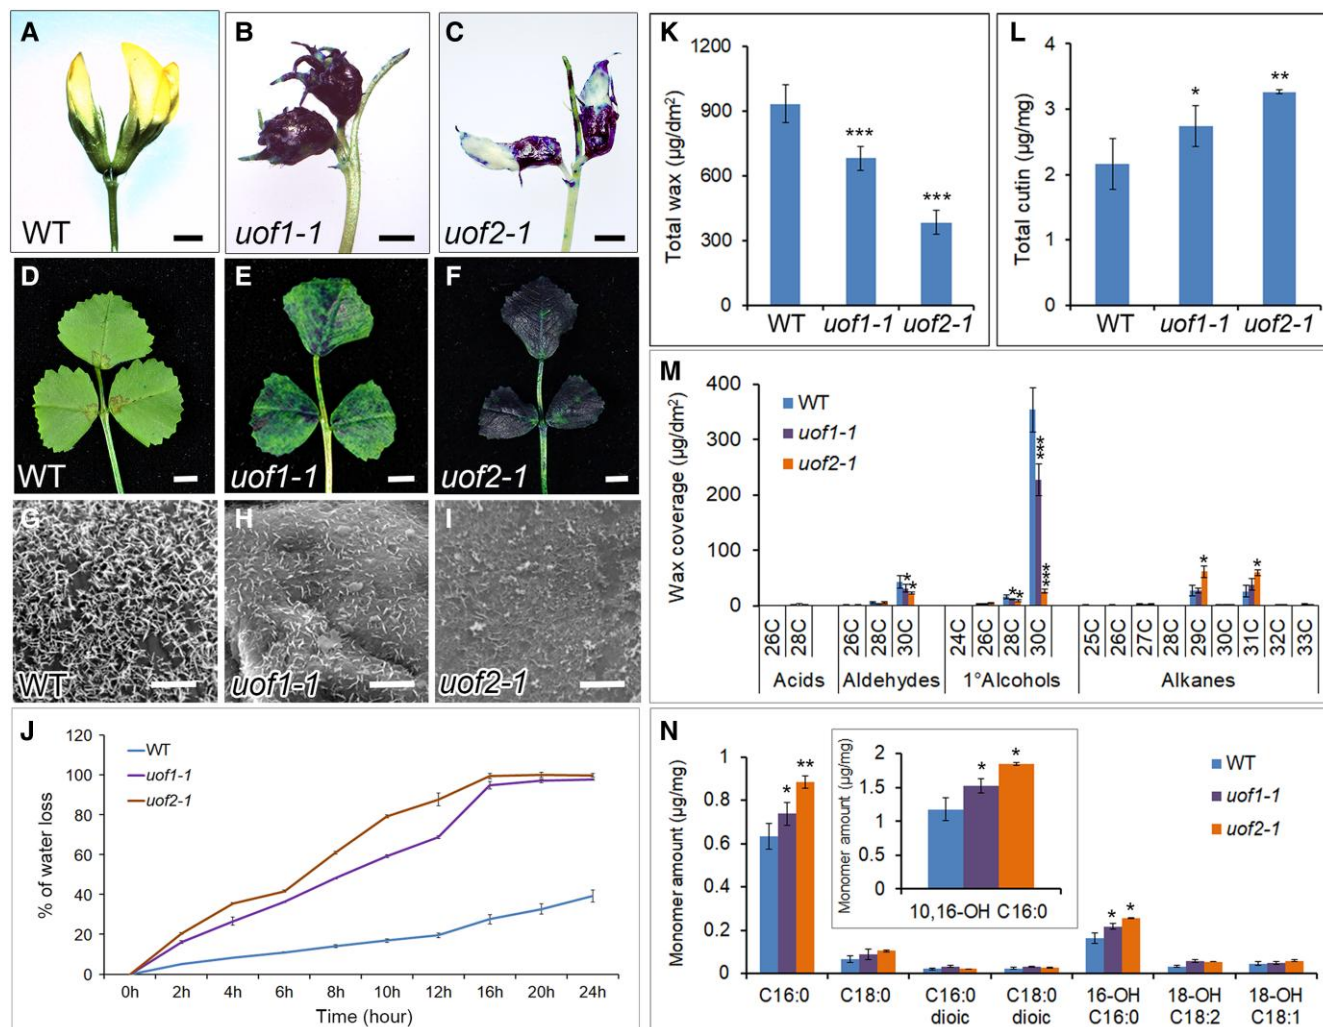 A
WT
B
uof1-1
C
uof2-1
D
WT
E
uof1-1
F
uof2-1
G
WT
H
uof1-1
I
uof2-1
J
120
100
80
60
40
20
0
% of water loss
WT
uof1-1
uof2-1
0h 2h 4h 6h 8h 10h 12h 16h 20h 24h
Time (hour)
K
1200
900
600
300
0
Total wax (µg/dm²)
***
***
WT uof1-1 uof2-1
L
4
3
2
1
0
Total cutin (µg/mg)
*
**
WT uof1-1 uof2-1
M
400
300
200
100
0
Wax coverage (µg/dm²)
WT
uof1-1
uof2-1
* * * * *** *** * *
26C 28C 26C 28C 30C 24C 26C 28C 30C 25C 26C 27C 28C 29C 30C 31C 32C 33C
Acids Aldehydes 1°Alcohols Alkanes
N
1
0.8
0.6
0.4
0.2
0
Monomer amount (µg/mg)
* ** * *
2
1.5
1
0.5
0
Monomer amount (µg/mg)
* *
10,16-OH C16:0
WT
uof1-1
uof2-1
C16:0 C18:0 C16:0 C18:0 16-OH 18-OH 18-OH
dioic dioic C16:0 C18:2 C18:1